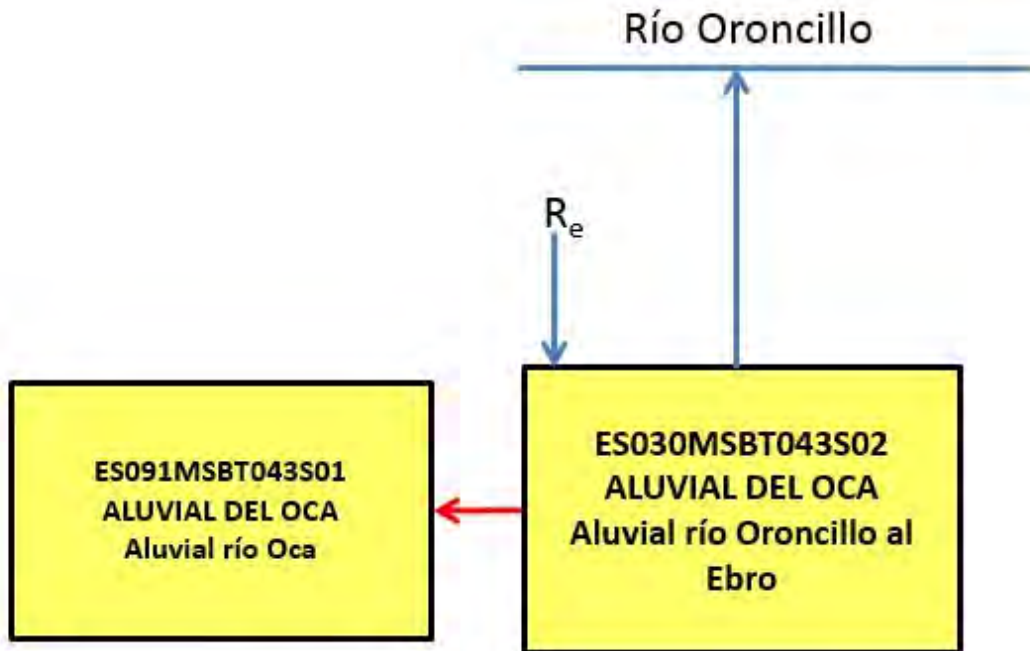 Río Oroncillo
Re
ES091MSBT043S01
ALUVIAL DEL OCA
Aluvial río Oca
ES030MSBT043S02
ALUVIAL DEL OCA
Aluvial río Oroncillo al
Ebro